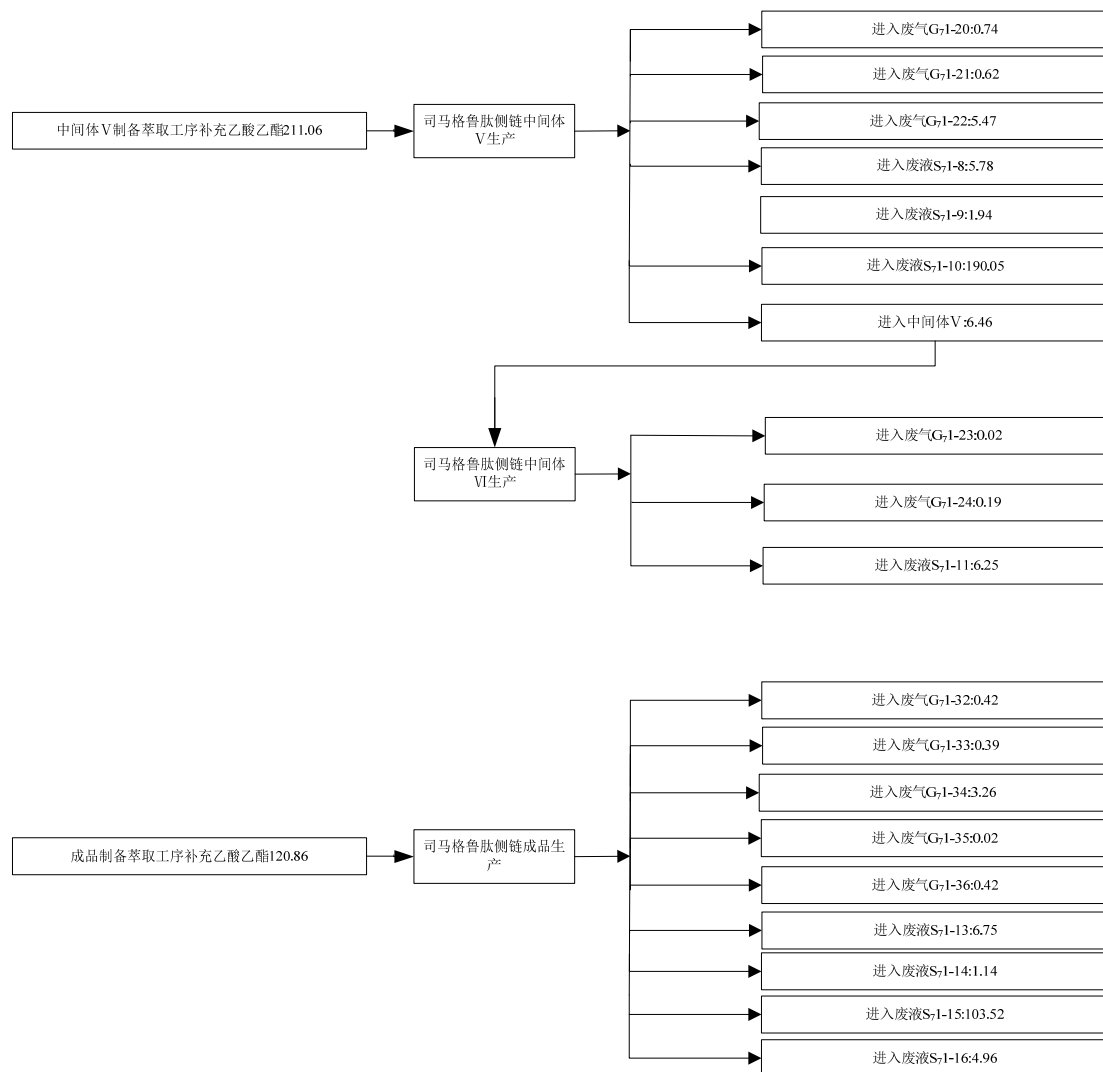 进入废气G₇1-20:0.74
进入废气G₇1-21:0.62
中间体Ⅴ制备萃取工序补充乙酸乙酯211.06
司马格鲁肽侧链中间体
Ⅴ生产
进入废气G₇1-22:5.47
进入废液S₇1-8:5.78
进入废液S₇1-9:1.94
进入废液S₇1-10:190.05
进入中间体Ⅴ:6.46
司马格鲁肽侧链中间体
Ⅵ生产
进入废气G₇1-23:0.02
进入废气G₇1-24:0.19
进入废液S₇1-11:6.25
进入废气G₇1-32:0.42
进入废气G₇1-33:0.39
进入废气G₇1-34:3.26
成品制备萃取工序补充乙酸乙酯120.86
司马格鲁肽侧链成品生
产
进入废气G₇1-35:0.02
进入废气G₇1-36:0.42
进入废液S₇1-13:6.75
进入废液S₇1-14:1.14
进入废液S₇1-15:103.52
进入废液S₇1-16:4.96